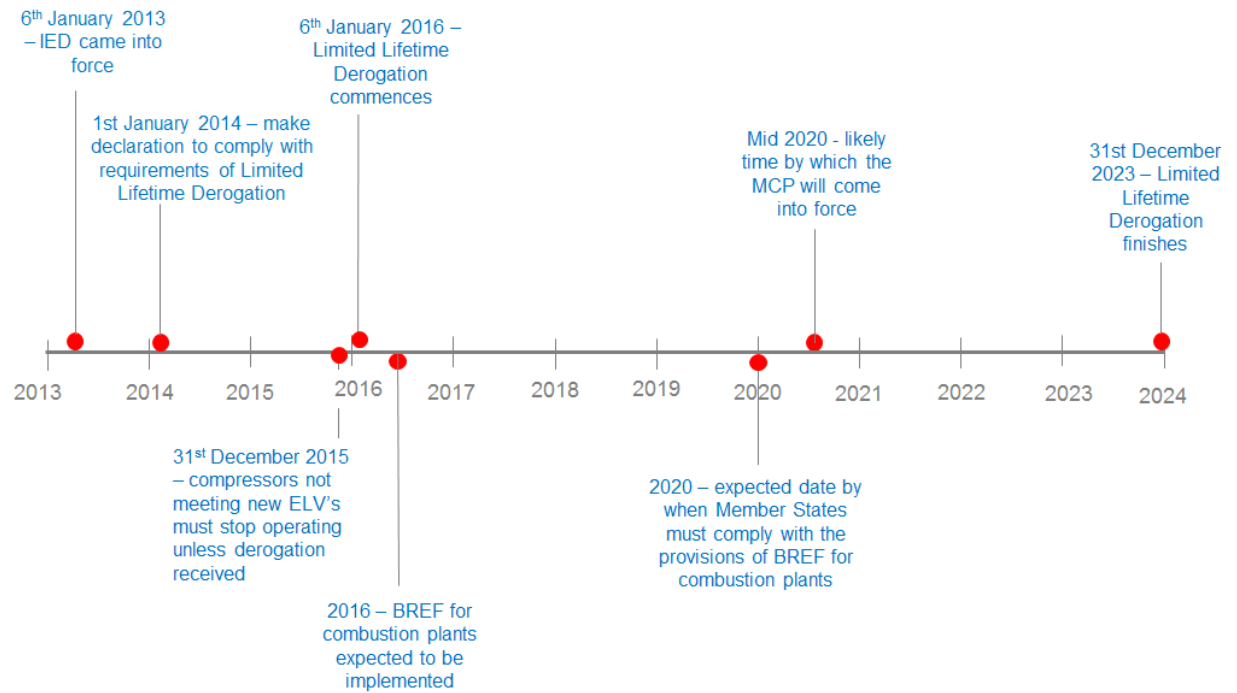 6th January 2013
– IED came into
force
6th January 2016 –
Limited Lifetime
Derogation
commences
1st January 2014 – make
declaration to comply with
requirements of Limited
Lifetime Derogation
Mid 2020 - likely
time by which the
MCP will come
into force
31st December
2023 – Limited
Lifetime
Derogation
finishes
2013
2014
2015
2016
2017
2018
2019
2020
2021
2022
2023
2024
31st December 2015
– compressors not
meeting new ELV's
must stop operating
unless derogation
received
2016 – BREF for
combustion plants
expected to be
implemented
2020 – expected date by
when Member States
must comply with the
provisions of BREF for
combustion plants